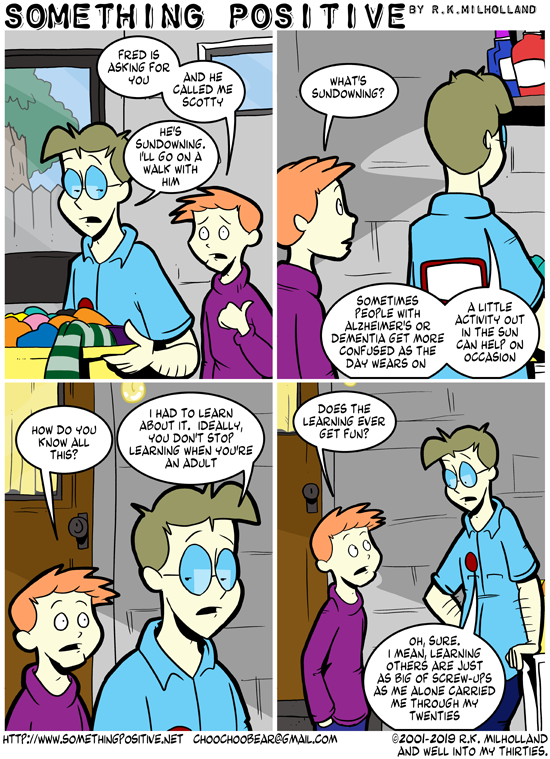 SOMETHING POSITIVE BY R.K.MILHOLLAND
FRED IS
ASKING FOR
YOU
AND HE
CALLED ME
SCOTTY
HE'S
SUNDOWNING.
I'LL GO ON A
WALK WITH
HIM
WHAT'S
SUNDOWNING?
SOMETIMES
PEOPLE WITH
ALZHEIMER'S OR
DEMENTIA GET MORE
CONFUSED AS THE
DAY WEARS ON
A LITTLE
ACTIVITY OUT
IN THE SUN
CAN HELP ON
OCCASION
HOW DO YOU
KNOW ALL
THIS?
I HAD TO LEARN
ABOUT IT. IDEALLY,
YOU DON'T STOP
LEARNING WHEN YOU'RE
AN ADULT
DOES THE
LEARNING EVER
GET FUN?
OH, SURE.
I MEAN, LEARNING
OTHERS ARE JUST
AS BIG OF SCREW-UPS
AS ME ALONE CARRIED
ME THROUGH MY
TWENTIES
HTTP://WWW.SOMETHINGPOSITIVE.NET CHOOCHOOBEAR@GMAIL.COM
©2001-2019 R.K. MILHOLLAND
AND WELL INTO MY THIRTIES.